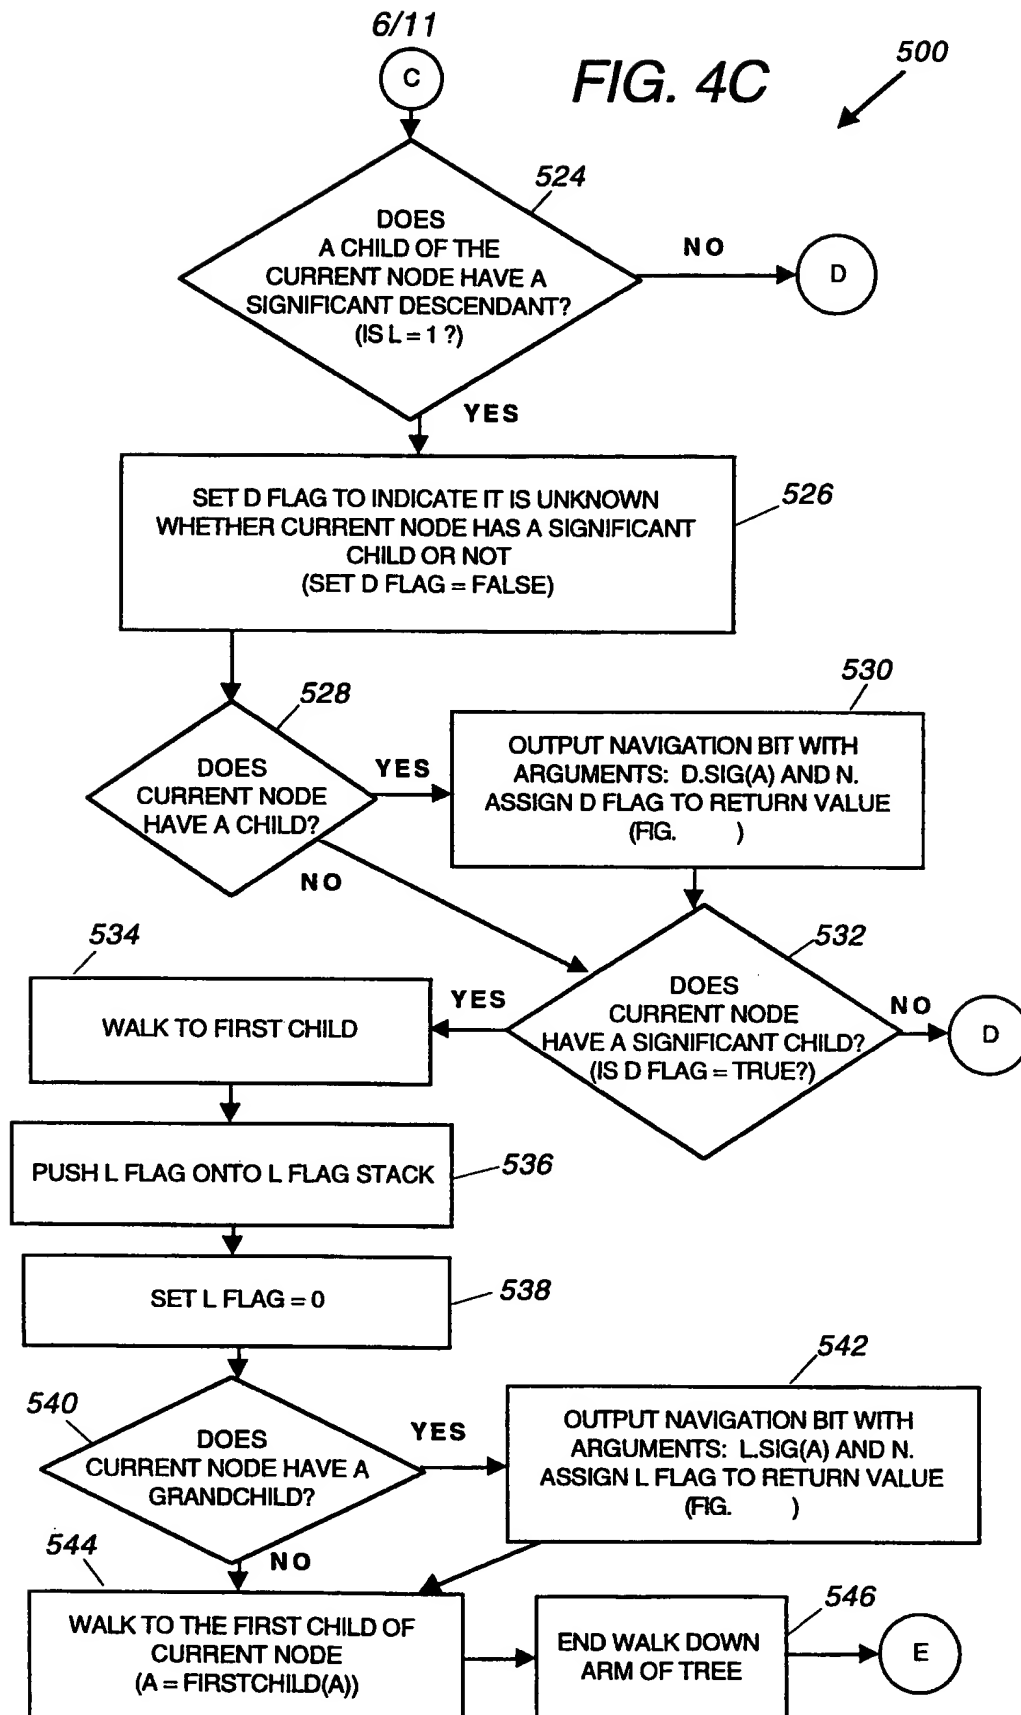 6/11
C
FIG. 4C
500
524
DOES
A CHILD OF THE
CURRENT NODE HAVE A
SIGNIFICANT DESCENDANT?
(IS L = 1 ?)
NO
D
YES
SET D FLAG TO INDICATE IT IS UNKNOWN
WHETHER CURRENT NODE HAS A SIGNIFICANT
CHILD OR NOT
(SET D FLAG = FALSE)
526
528
DOES
CURRENT NODE
HAVE A CHILD?
YES
NO
530
OUTPUT NAVIGATION BIT WITH
ARGUMENTS: D.SIG(A) AND N.
ASSIGN D FLAG TO RETURN VALUE
(FIG. )
532
DOES
CURRENT NODE
HAVE A SIGNIFICANT CHILD?
(IS D FLAG = TRUE?)
NO
D
YES
534
WALK TO FIRST CHILD
PUSH L FLAG ONTO L FLAG STACK
536
SET L FLAG = 0
538
540
DOES
CURRENT NODE HAVE A
GRANDCHILD?
YES
542
OUTPUT NAVIGATION BIT WITH
ARGUMENTS: L.SIG(A) AND N.
ASSIGN L FLAG TO RETURN VALUE
(FIG. )
NO
544
WALK TO THE FIRST CHILD OF
CURRENT NODE
(A = FIRSTCHILD(A))
END WALK DOWN
ARM OF TREE
546
E